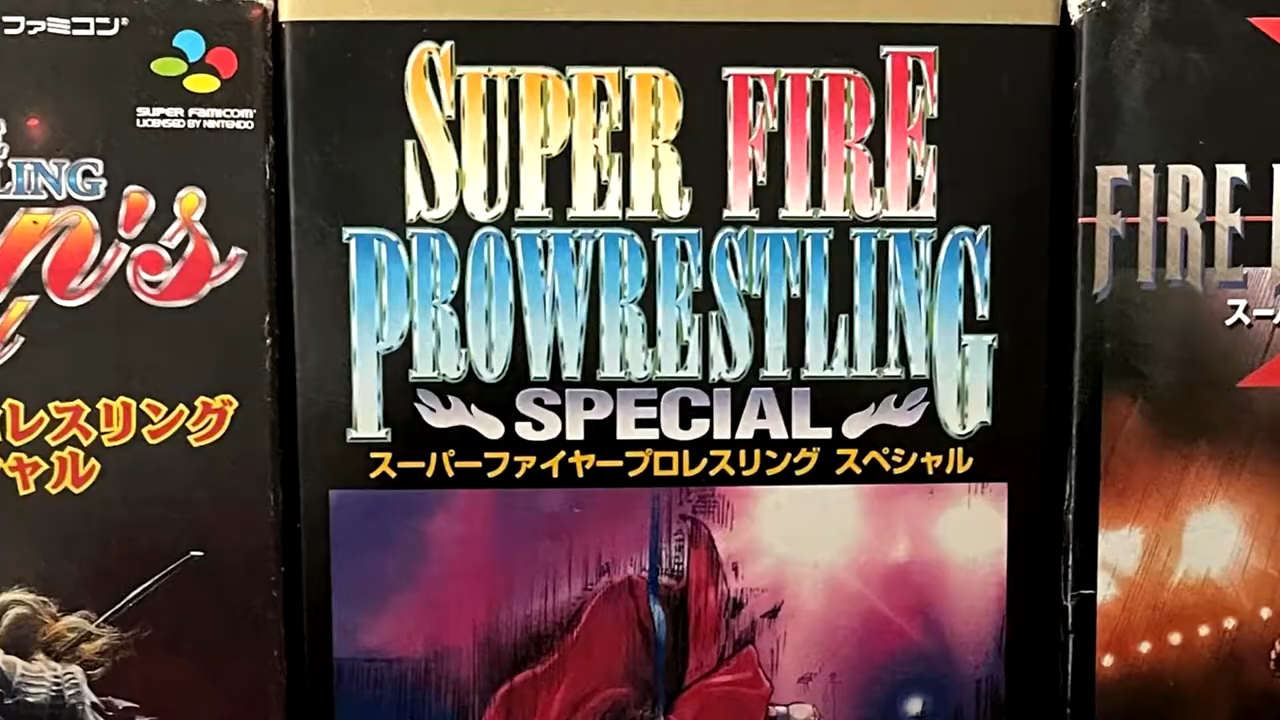 ファミコン
SUPER FAMICOM
LICENSED BY NINTENDO
LING
n's
レスリング
ャル
SUPER FIRE
PROWRESTLING
SPECIAL
スーパーファイヤープロレスリング スペシャル
FIRE
スー